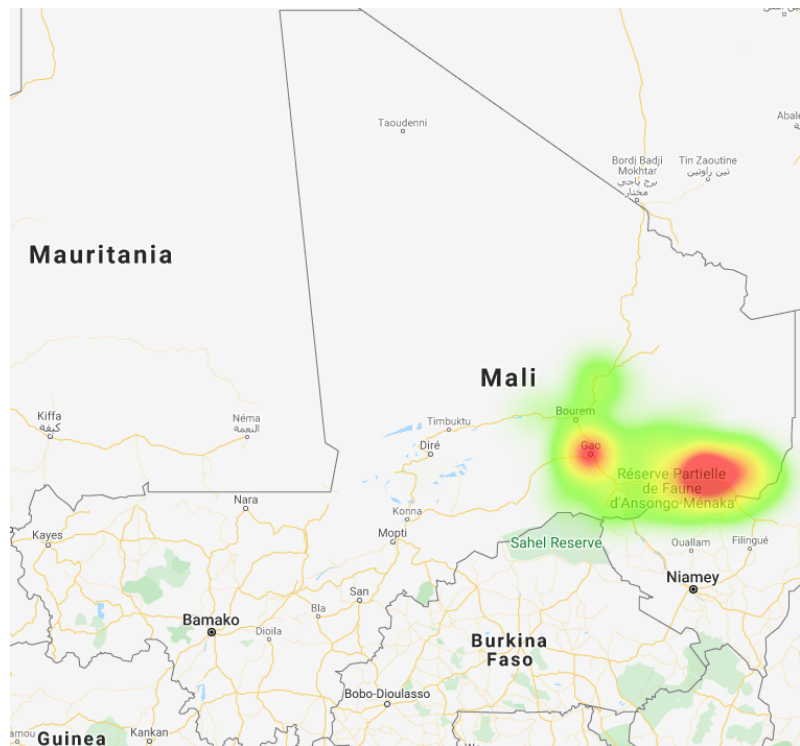 Taoudenni
Bordj Badji
Mokhtar
برج باجي
مختار
Tin Zaoutine
تين زاوتين
Mauritania
Mali
Kiffa
كيفة
Néma
النعمة
Timbuktu
Bourem
Diré
Gao
Réserve Partielle
de Faune
d'Ansongo-Ménaka
Nara
Konna
Mopti
Sahel Reserve
Kayes
Ouallam
Filingué
Niamey
San
Bla
Bamako
Dioila
Burkina
Faso
Bobo-Dioulasso
Kankan
Guinea